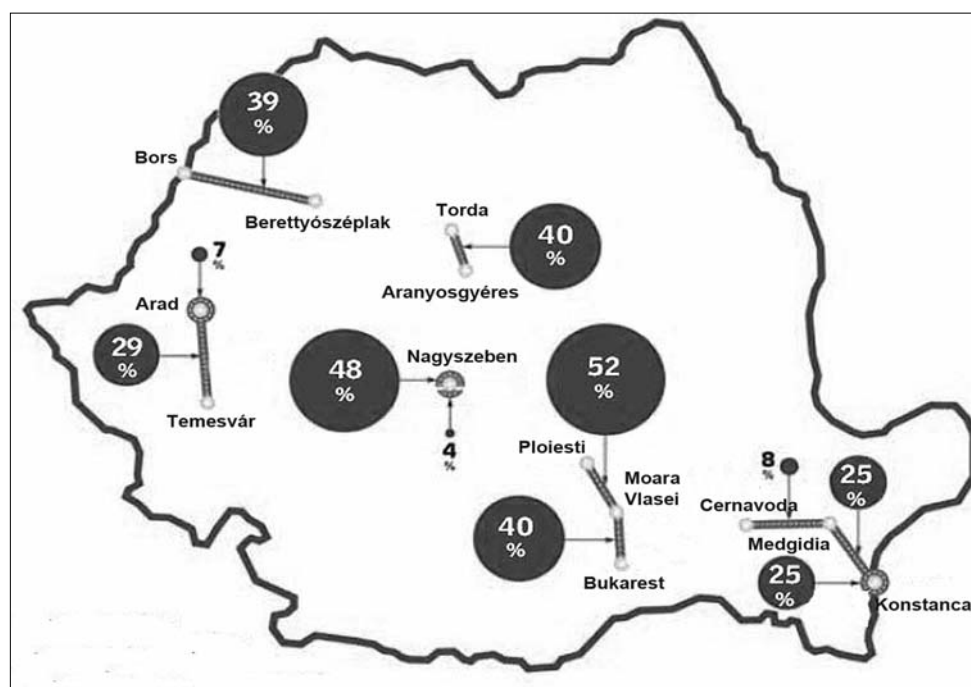 39
%
Bors
Berettyószéplak
Torda
40
%
Aranyosgyéres
7
%
Arad
29
%
Temesvár
48
%
Nagyszeben
4
%
52
%
Ploiesti
Moara
Vlasei
40
%
Bukarest
8
%
25
%
Cernavoda
Medgidia
25
%
Konstanca